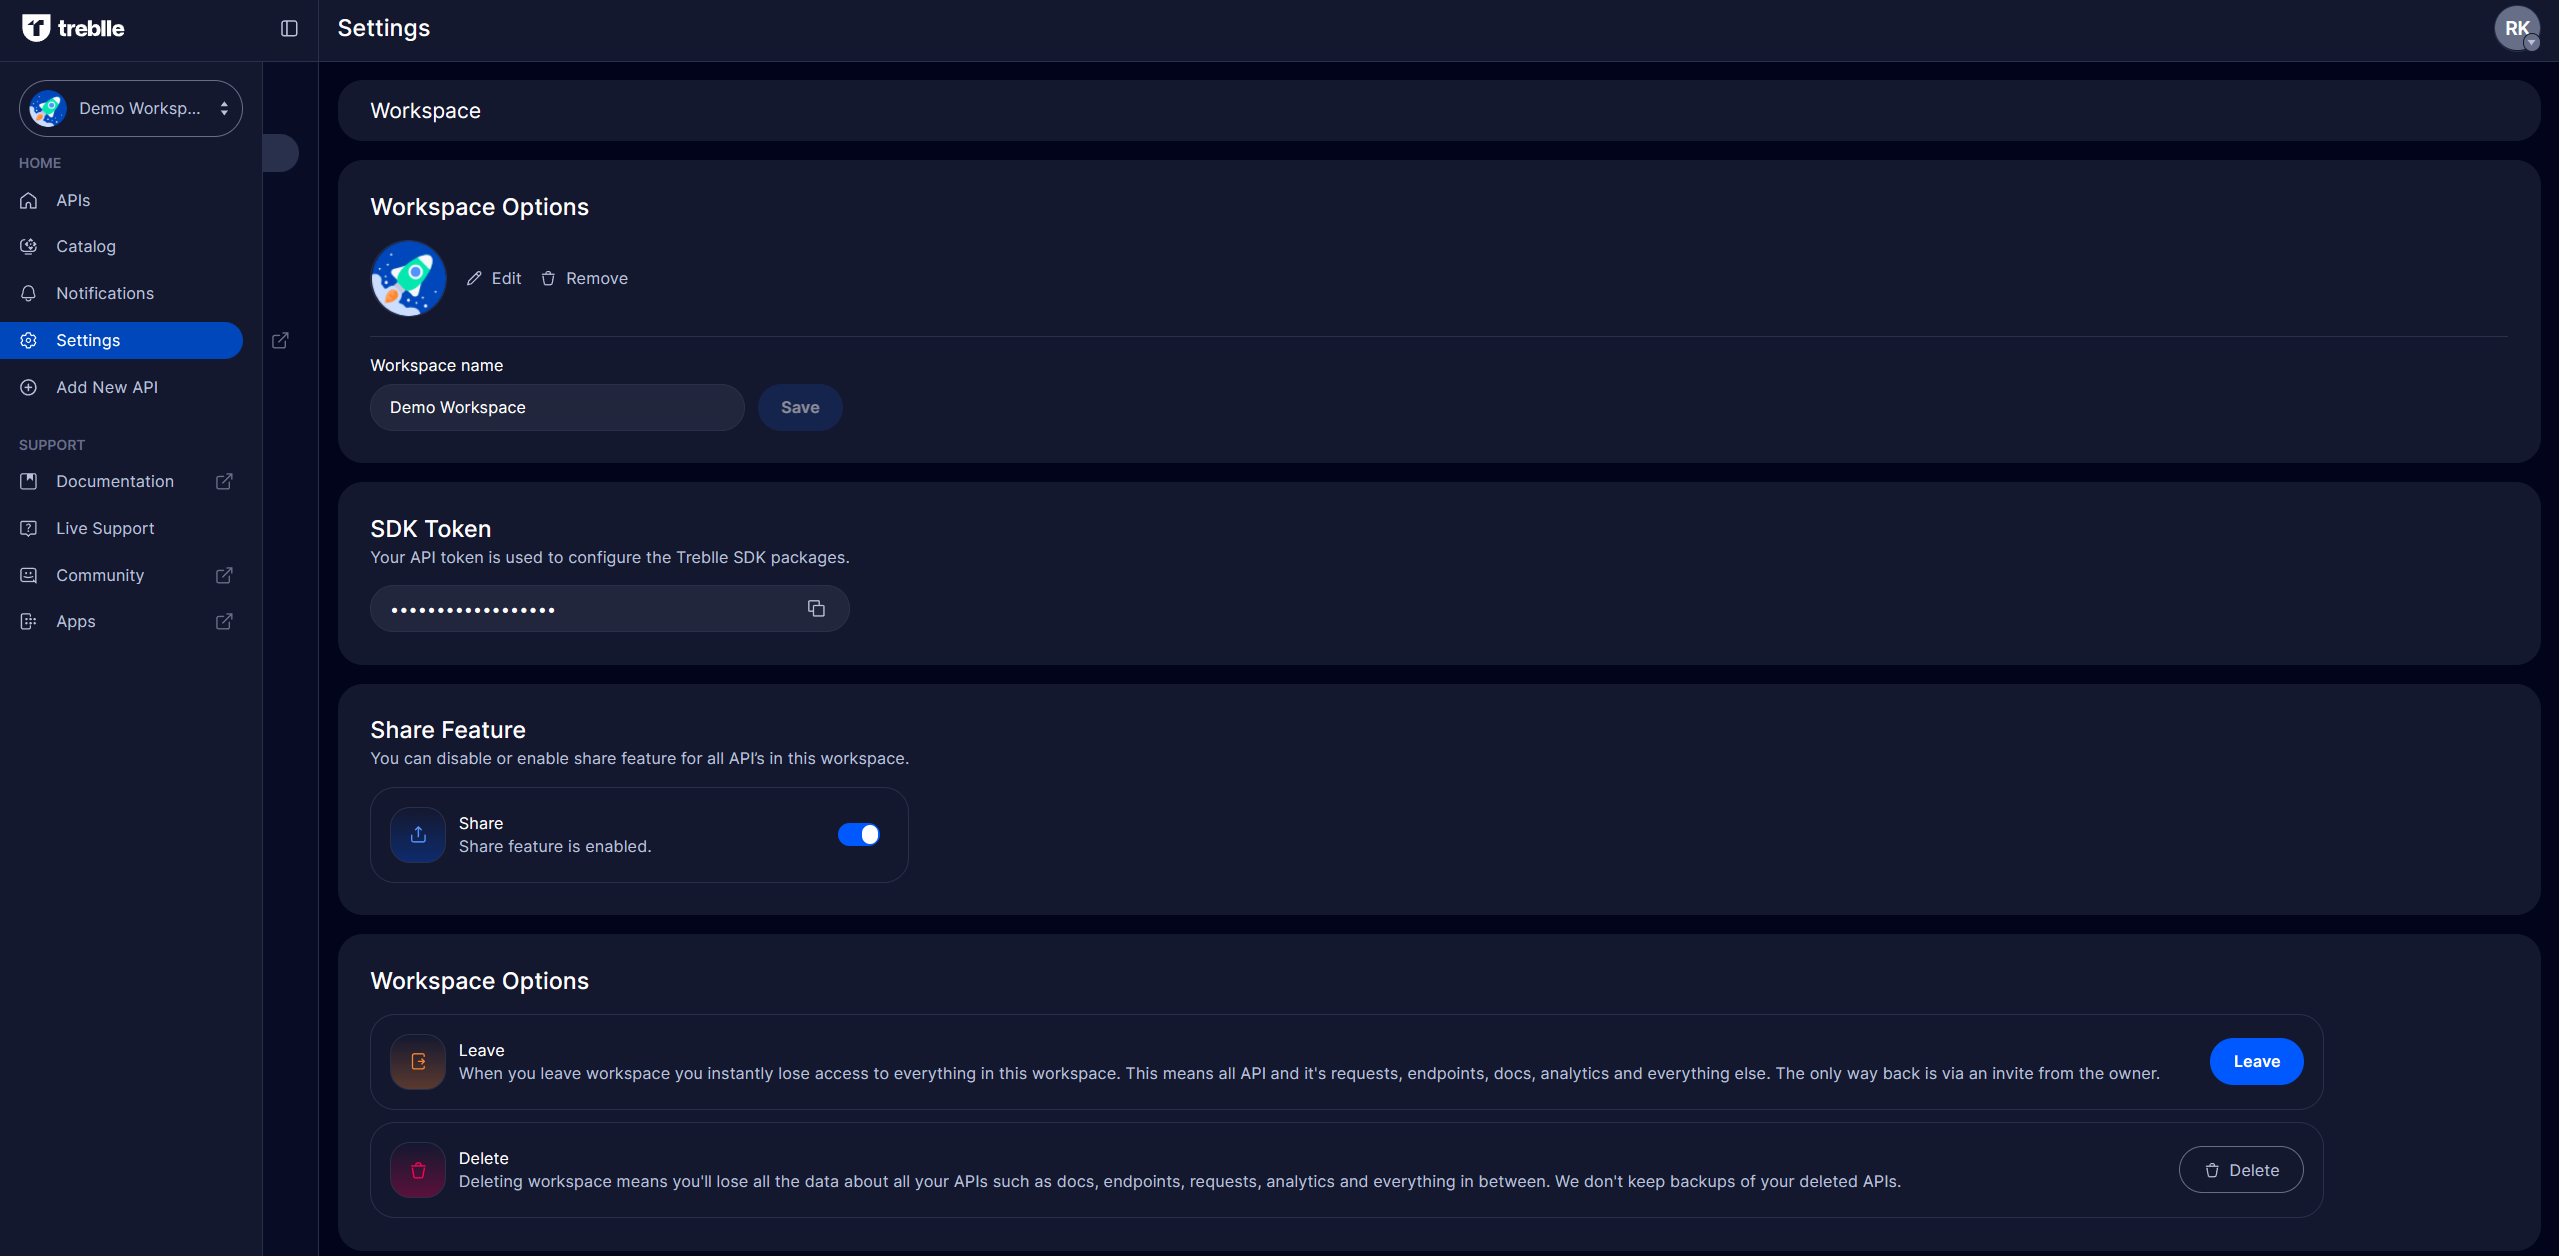 treblle
Settings
RK
Demo Worksp...
HOME
APIs
Catalog
Notifications
Settings
Add New API
SUPPORT
Documentation
Live Support
Community
Apps
Workspace
Workspace Options
Edit
Remove
Workspace name
Demo Workspace
Save
SDK Token
Your API token is used to configure the Treblle SDK packages.
••••••••••••••••••
Share Feature
You can disable or enable share feature for all API’s in this workspace.
Share
Share feature is enabled.
Workspace Options
Leave
When you leave workspace you instantly lose access to everything in this workspace. This means all API and it's requests, endpoints, docs, analytics and everything else. The only way back is via an invite from the owner.
Leave
Delete
Deleting workspace means you'll lose all the data about all your APIs such as docs, endpoints, requests, analytics and everything in between. We don't keep backups of your deleted APIs.
Delete